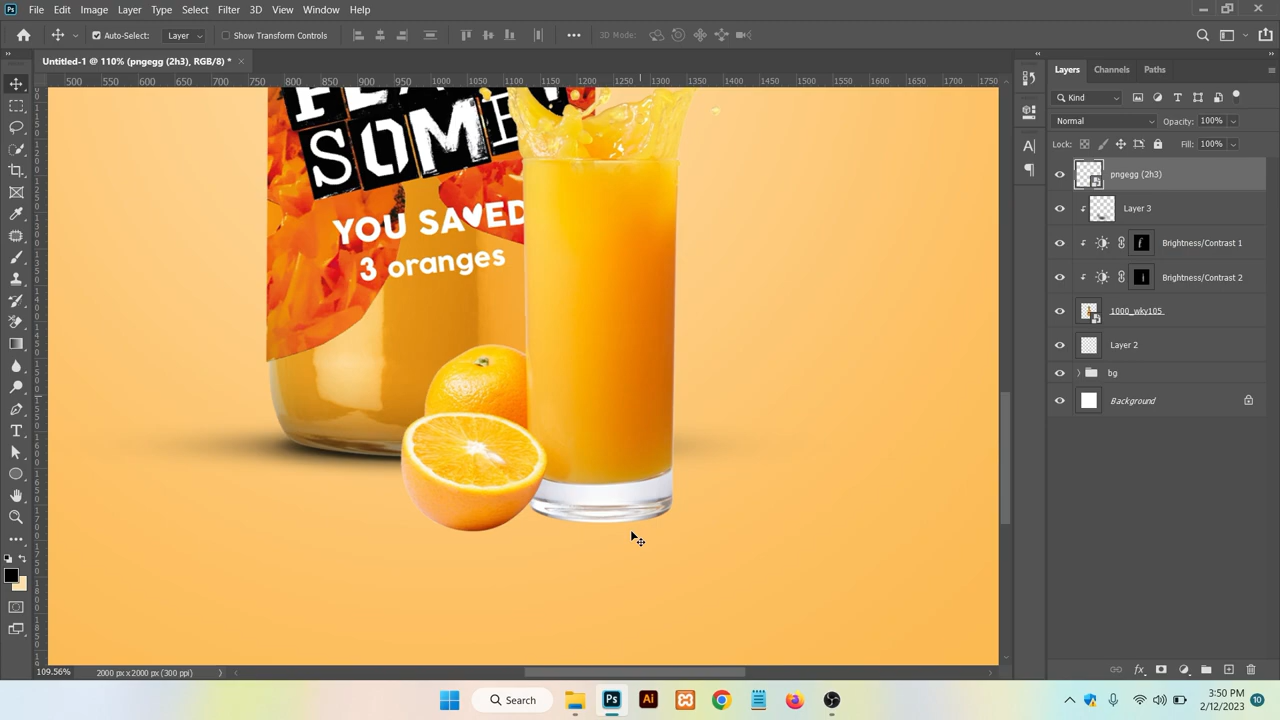 Ps File Edit Image Layer Type Select Filter 3D View Window Help
Auto-Select: Layer Show Transform Controls 3D Mode:
Untitled-1 @ 110% (pngegg (2h3), RGB/8) *
500 550 600 650 700 750 800 850 900 950 1000 1050 1100 1150 1200 1250 1300 1350 1400 1450 1500 1550 1600 1650 1700 1750
SOME
YOU SAVED
3 oranges
Layers Channels Paths
Kind
Normal Opacity: 100%
Lock: Fill: 100%
pngegg (2h3)
Layer 3
Brightness/Contrast 1
Brightness/Contrast 2
1000_wky105
Layer 2
bg
Background
109.56% 2000 px x 2000 px (300 ppi)
Search
Ps Ai
3:50 PM
2/12/2023
10